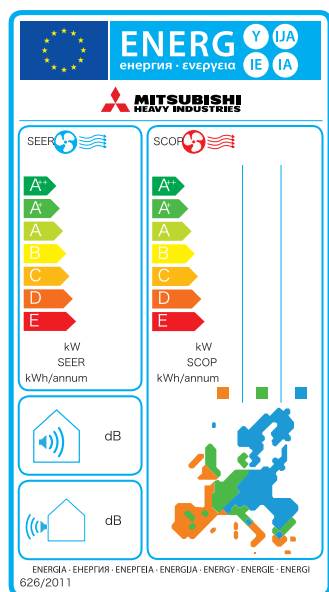 ENERG Y IJA
енергия · ενεργεια IE IA
MITSUBISHI
HEAVY INDUSTRIES
SEER
A++
A+
A
B
C
D
E
kW
SEER
kWh/annum
SCOP
A++
A+
A
B
C
D
E
kW
SCOP
kWh/annum
dB
dB
ENERGIA · ЕНЕРГИЯ · ΕΝΕΡΓΕΙΑ · ENERGIJA · ENERGY · ENERGIE · ENERGI
626/2011